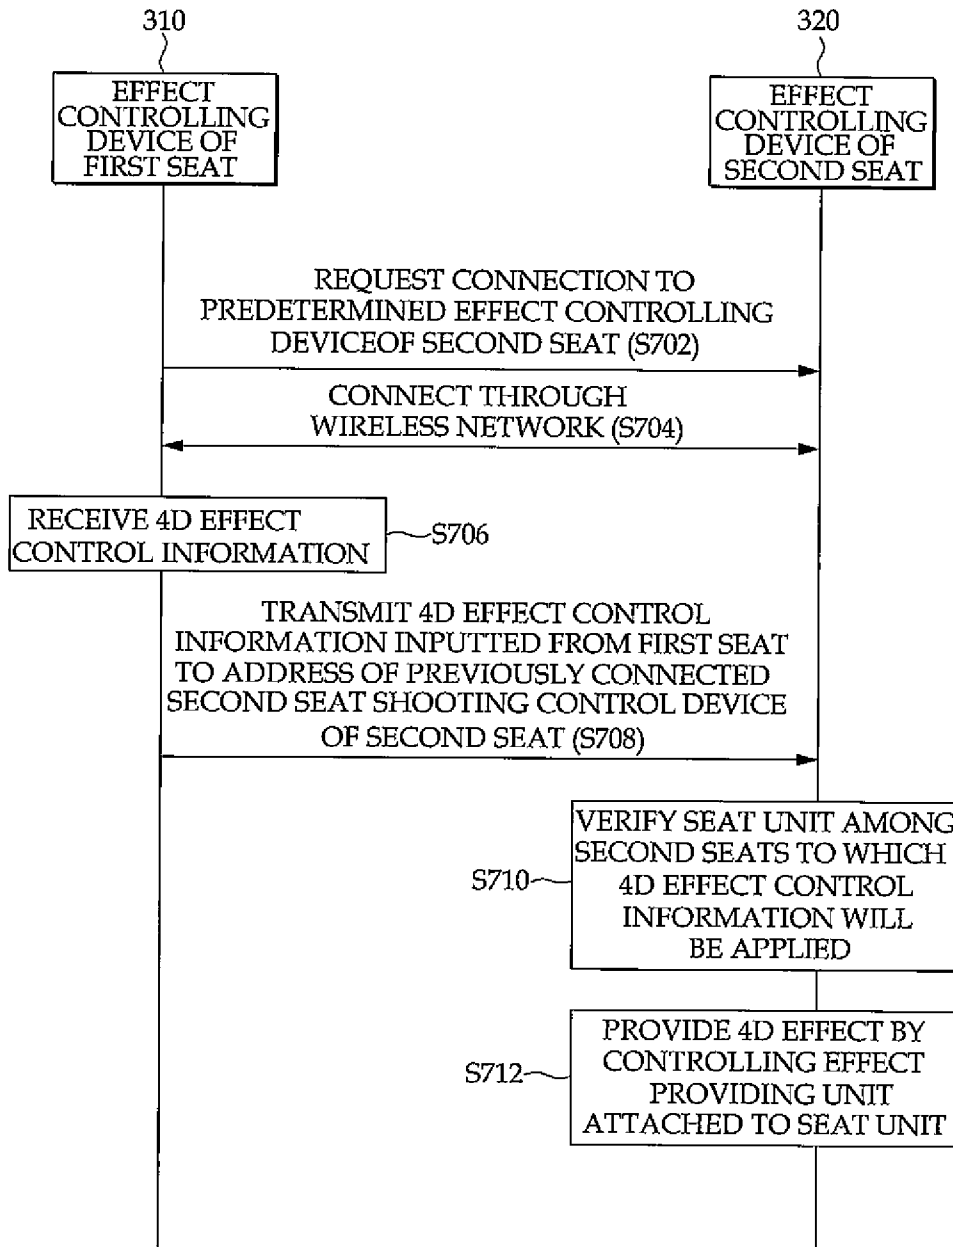 310
320
EFFECT
CONTROLLING
DEVICE OF
FIRST SEAT
EFFECT
CONTROLLING
DEVICE OF
SECOND SEAT
REQUEST CONNECTION TO
PREDETERMINED EFFECT CONTROLLING
DEVICEOF SECOND SEAT (S702)
CONNECT THROUGH
WIRELESS NETWORK (S704)
RECEIVE 4D EFFECT
CONTROL INFORMATION
S706
TRANSMIT 4D EFFECT CONTROL
INFORMATION INPUTTED FROM FIRST SEAT
TO ADDRESS OF PREVIOUSLY CONNECTED
SECOND SEAT SHOOTING CONTROL DEVICE
OF SECOND SEAT (S708)
VERIFY SEAT UNIT AMONG
SECOND SEATS TO WHICH
4D EFFECT CONTROL
INFORMATION WILL
BE APPLIED
S710
PROVIDE 4D EFFECT BY
CONTROLLING EFFECT
PROVIDING UNIT
ATTACHED TO SEAT UNIT
S712